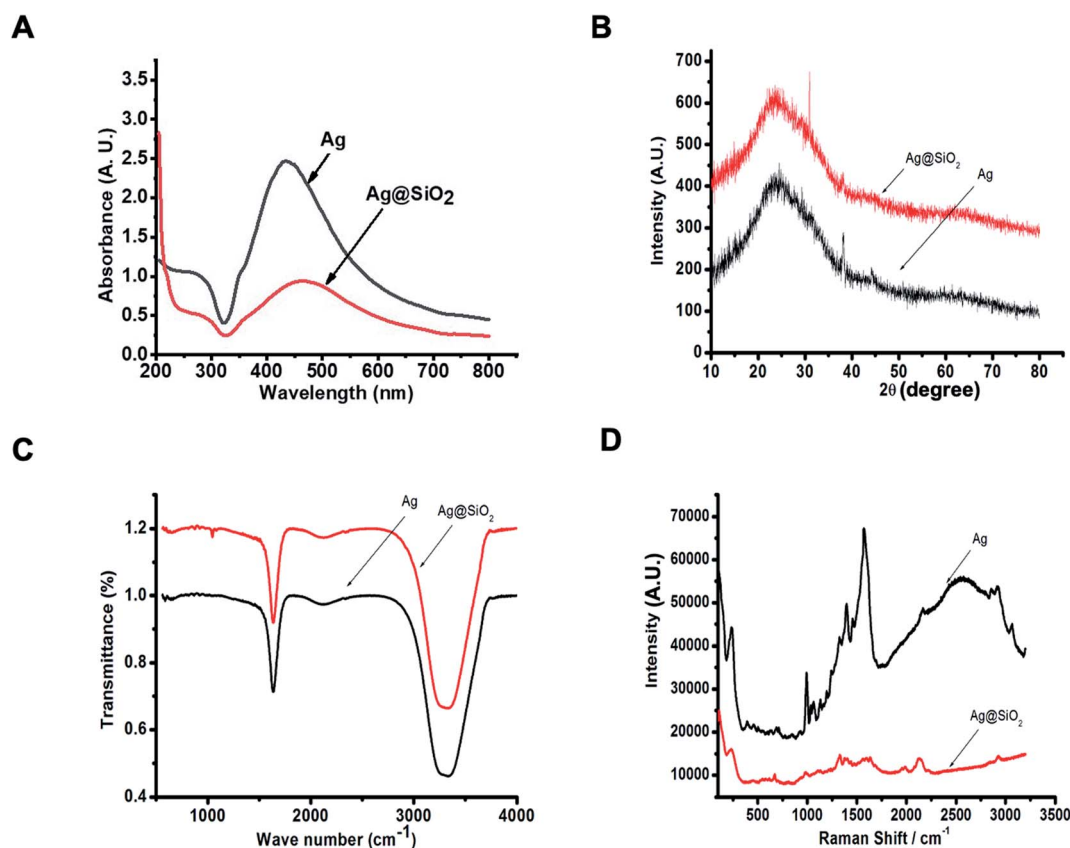 A
Absorbance (A. U.)
3.5
3.0
2.5
2.0
1.5
1.0
0.5
0.0
Ag
Ag@SiO2
200 300 400 500 600 700 800
Wavelength (nm)
B
Intensity (A.U.)
700
600
500
400
300
200
100
0
Ag@SiO2
Ag
10 20 30 40 50 60 70 80
2θ (degree)
C
Transmittance (%)
1.2
1.0
0.8
0.6
0.4
Ag
Ag@SiO2
1000 2000 3000 4000
Wave number (cm-1)
D
Intensity (A.U.)
70000
60000
50000
40000
30000
20000
10000
Ag
Ag@SiO2
500 1000 1500 2000 2500 3000 3500
Raman Shift / cm-1